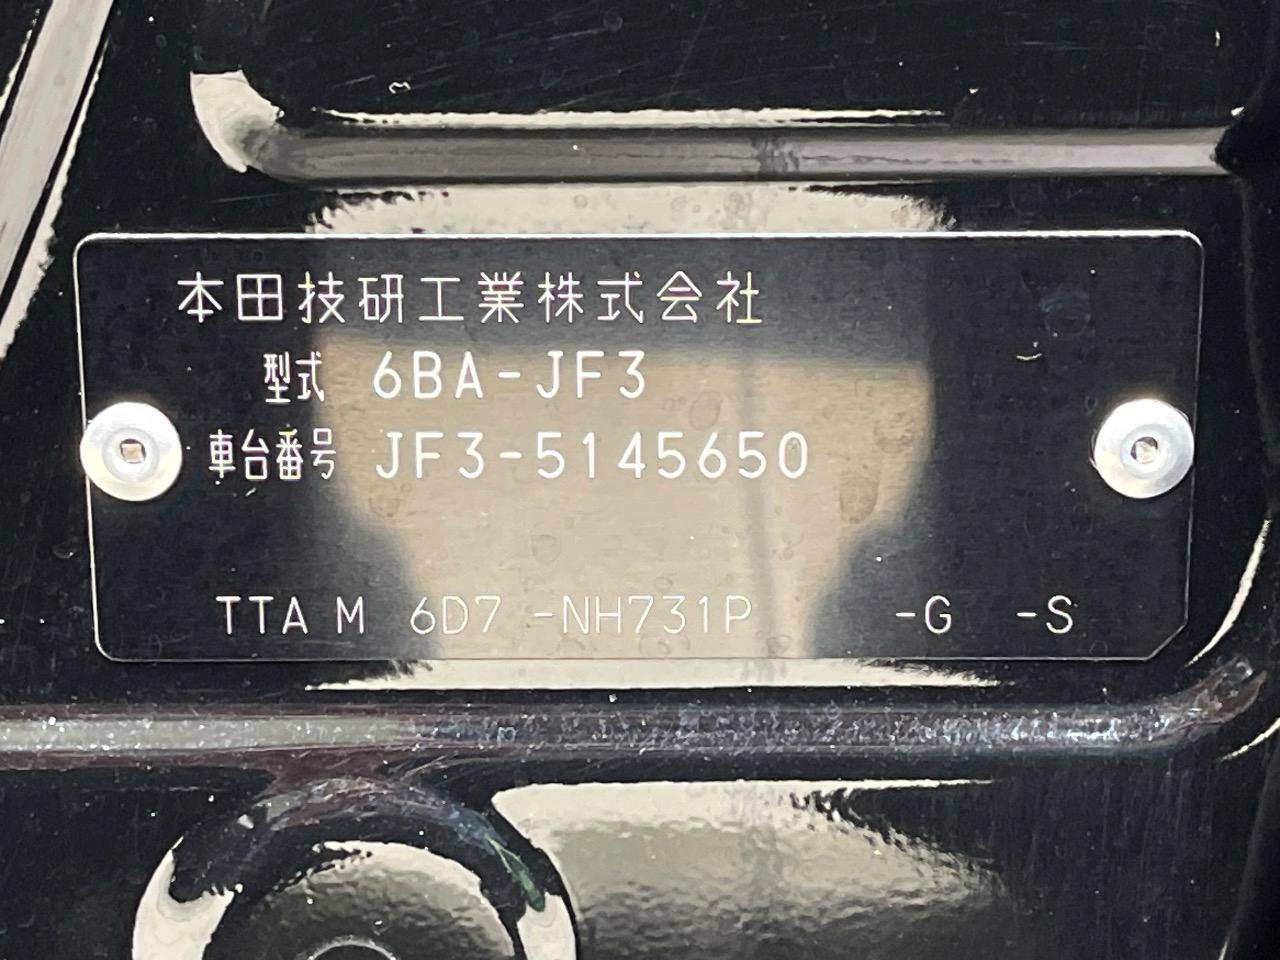 本田技研工業株式会社
型式 6BA-JF3
車台番号 JF3-5145650
TTA M 6D7 -NH731P -G -S